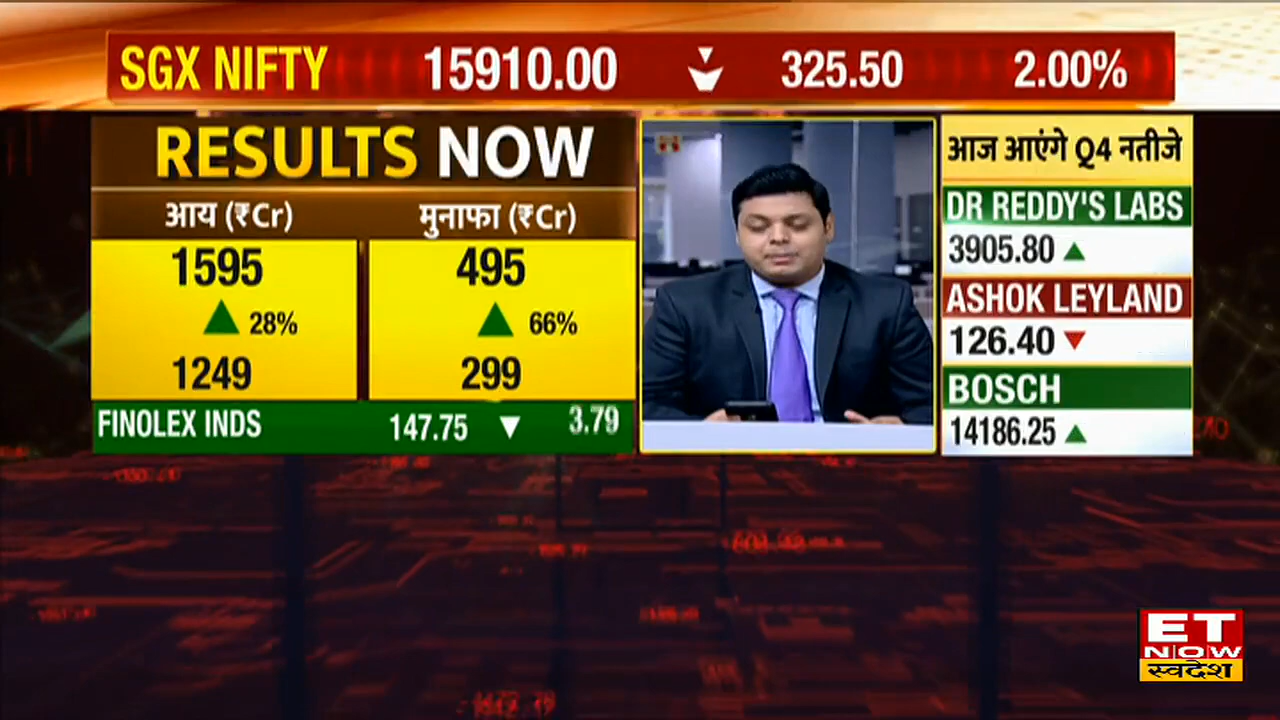 SGX NIFTY 15910.00 325.50 2.00%
RESULTS NOW
आय (₹Cr) मुनाफा (₹Cr)
1595 495
28% 66%
1249 299
FINOLEX INDS 147.75 3.79
आज आएंगे Q4 नतीजे
DR REDDY'S LABS
3905.80
ASHOK LEYLAND
126.40
BOSCH
14186.25
ET
NOW
स्वदेश